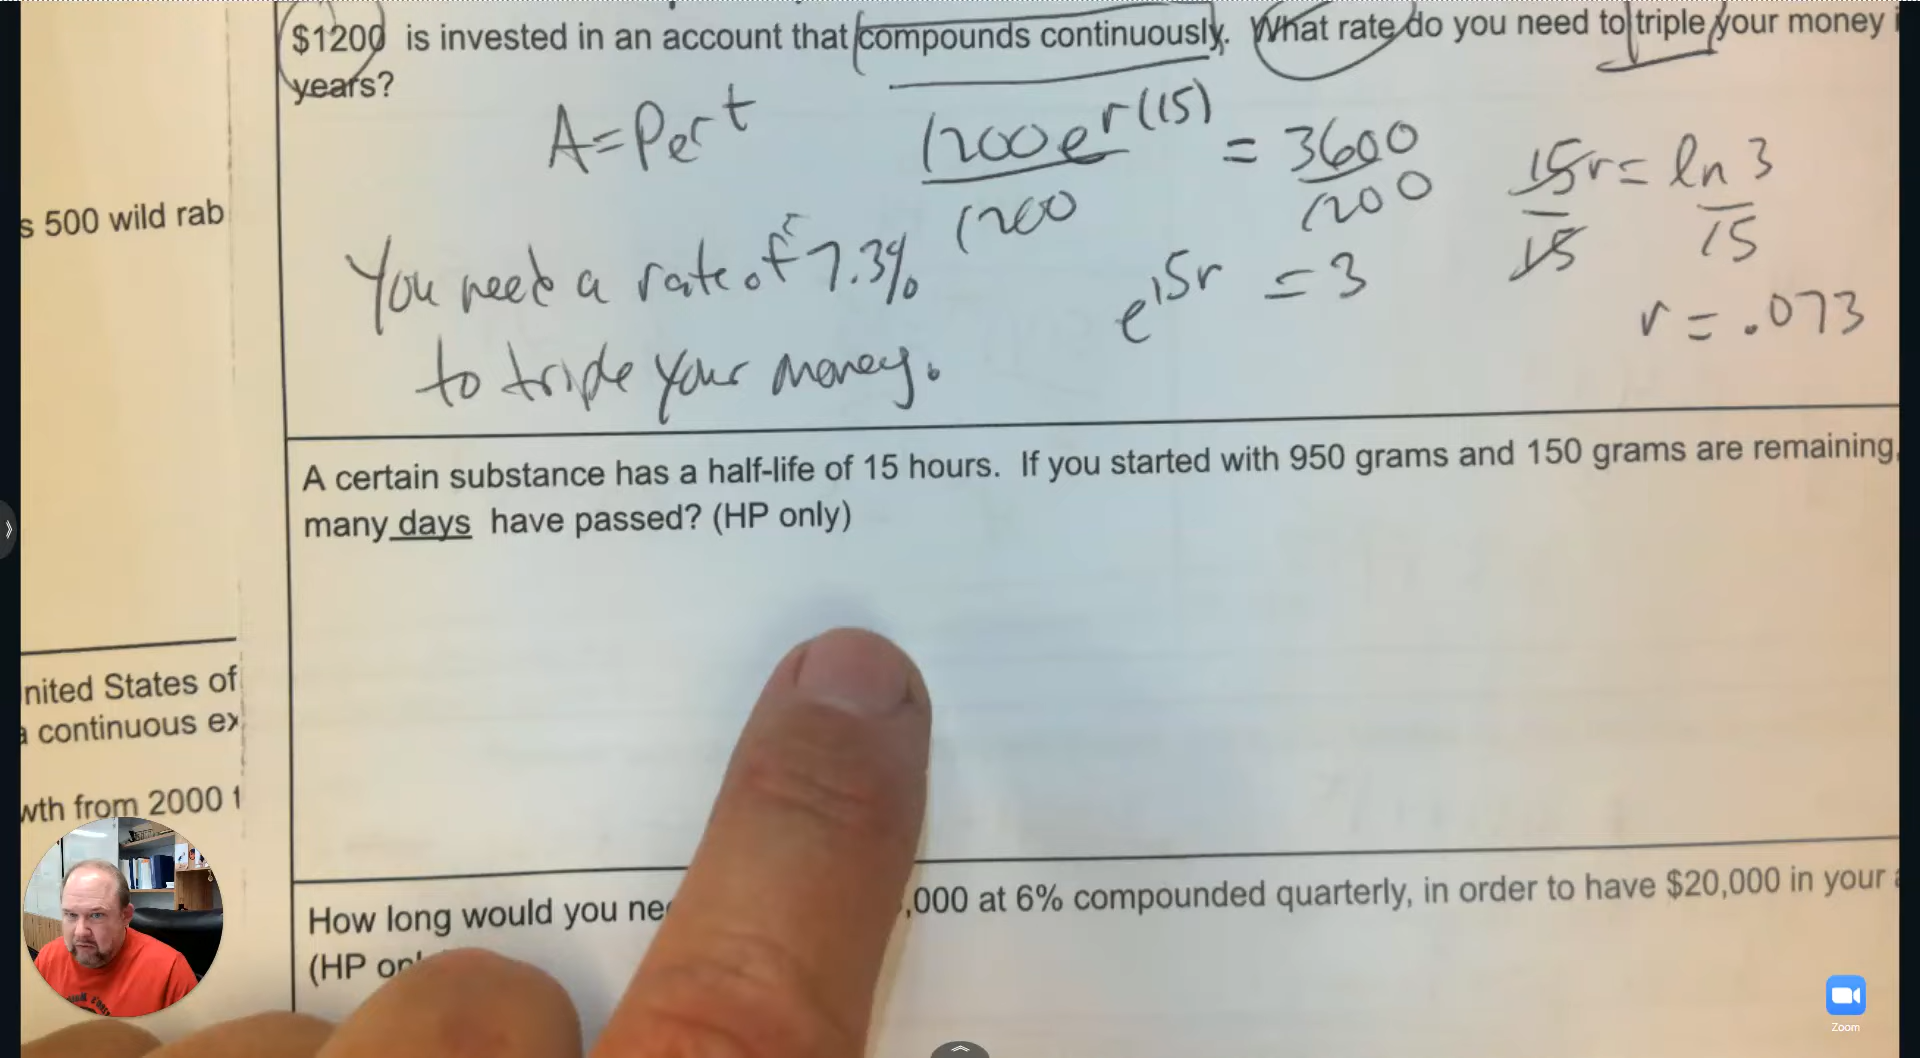 $1200 is invested in an account that compounds continuously. What rate do you need to triple your money
years?
A=Pert
1200e^r(15) = 3600
1200 1200
15r = ln 3
15 15
e^15r = 3
r = .073
You need a rate of 7.3%
to triple your money.
s 500 wild rab
A certain substance has a half-life of 15 hours. If you started with 950 grams and 150 grams are remaining,
many days have passed? (HP only)
nited States of
a continuous ex
wth from 2000 t
How long would you nee ,000 at 6% compounded quarterly, in order to have $20,000 in your a
(HP onl
Zoom